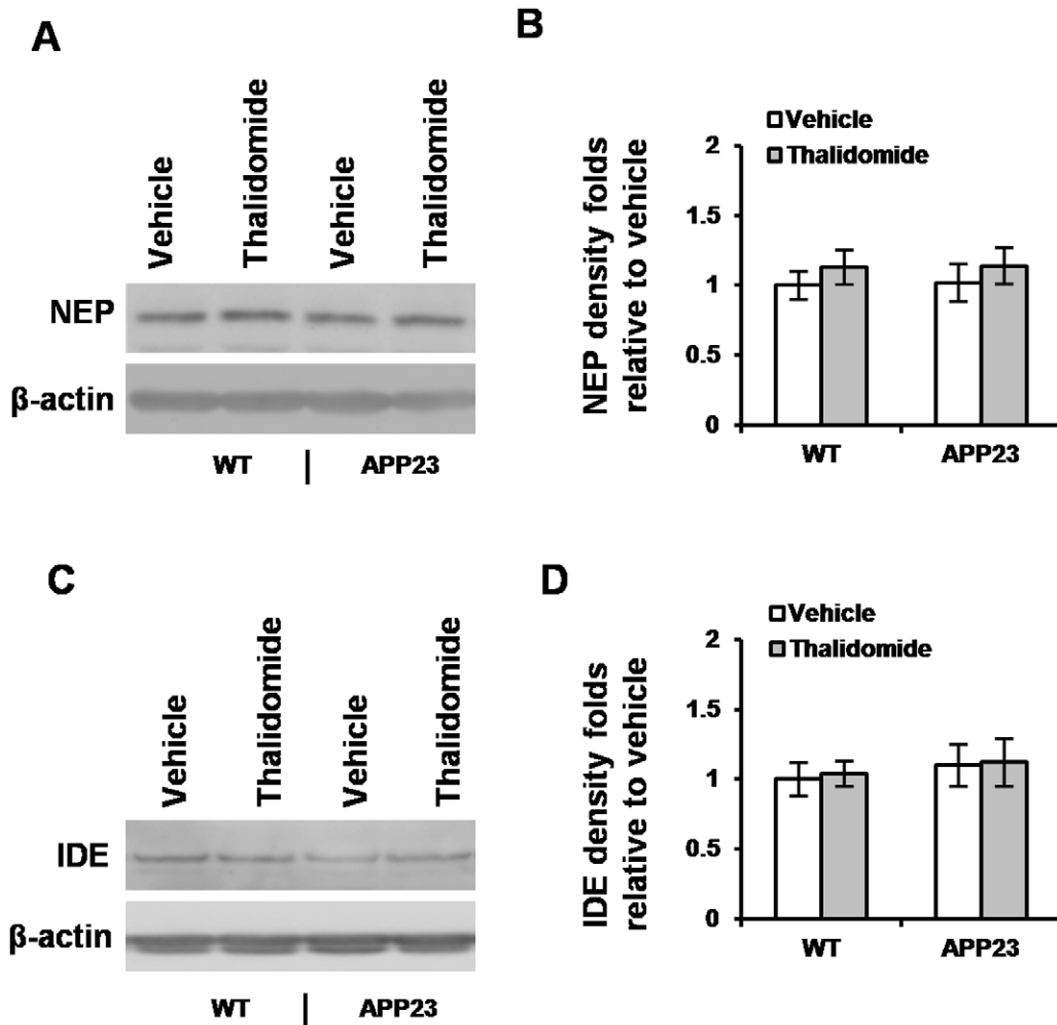 A
Vehicle
Thalidomide
Vehicle
Thalidomide
NEP
β-actin
WT | APP23
B
Vehicle
Thalidomide
NEP density folds
relative to vehicle
2
1.5
1
0.5
0
WT
APP23
C
Vehicle
Thalidomide
Vehicle
Thalidomide
IDE
β-actin
WT | APP23
D
Vehicle
Thalidomide
IDE density folds
relative to vehicle
2
1.5
1
0.5
0
WT
APP23